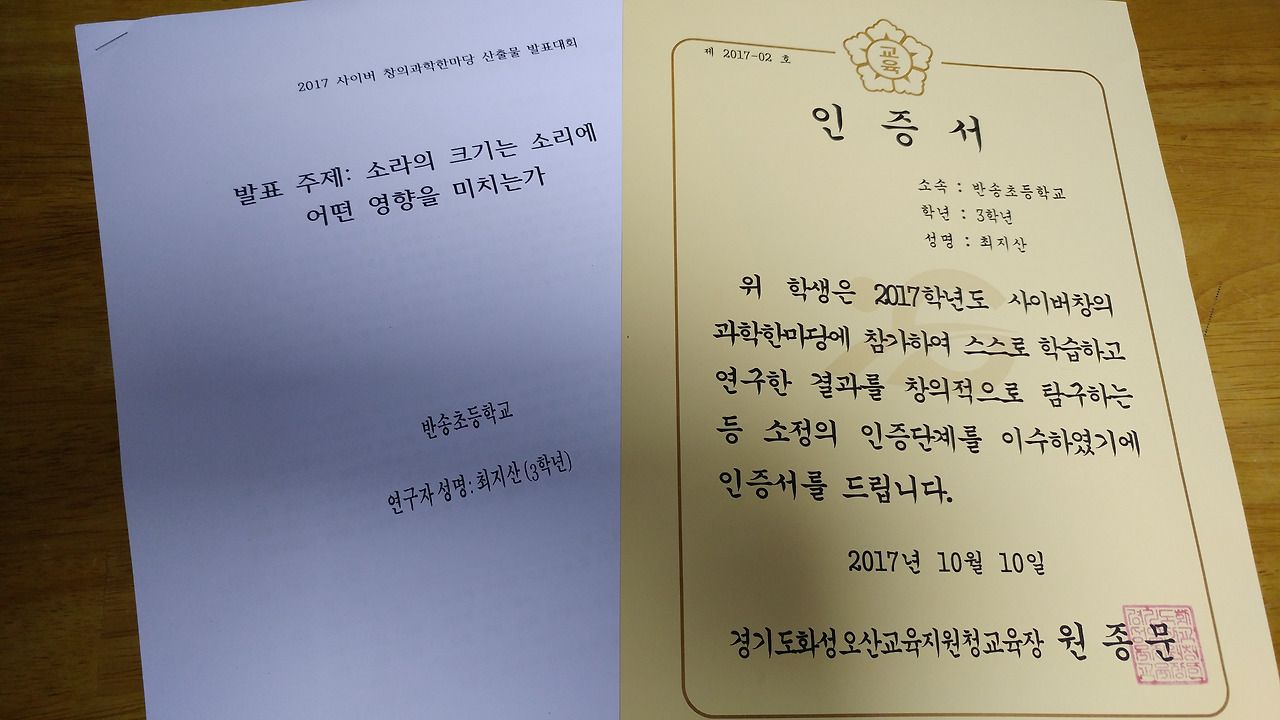 2017 사이버 창의과학한마당 산출물 발표대회
발표 주제: 소라의 크기는 소리에
어떤 영향을 미치는가
반송초등학교
연구자 성명: 최지산 (3학년)
제 2017-02 호
교육
인증서
소속 : 반송초등학교
학년 : 3학년
성명 : 최지산
위 학생은 2017학년도 사이버창의
과학한마당에 참가하여 스스로 학습하고
연구한 결과를 창의적으로 탐구하는
등 소정의 인증단계를 이수하였기에
인증서를 드립니다.
2017년 10월 10일
경기도화성오산교육지원청교육장 원종문